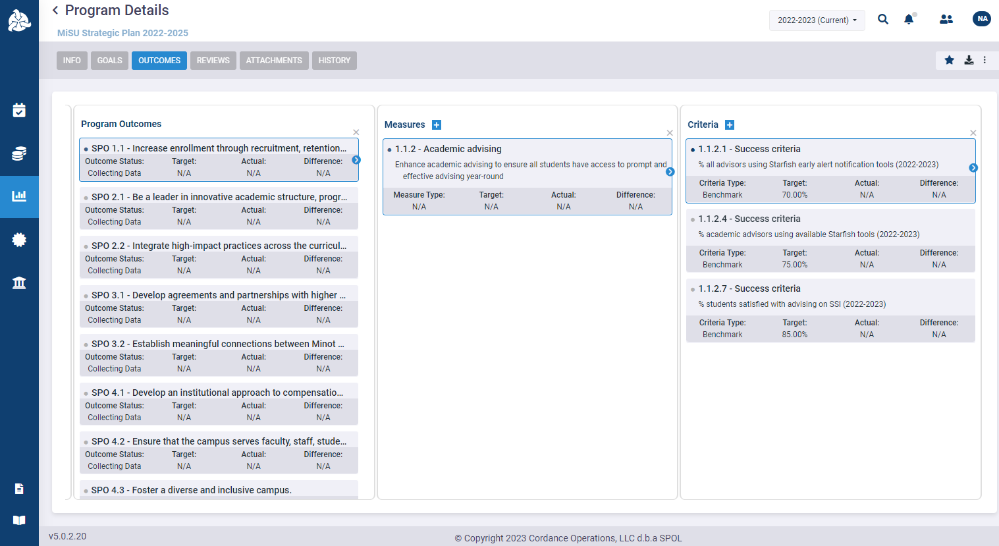 Program Details
MiSU Strategic Plan 2022-2025
2022-2023 (Current)
NA
INFO
GOALS
OUTCOMES
REVIEWS
ATTACHMENTS
HISTORY
Program Outcomes
SPO 1.1 - Increase enrollment through recruitment, retention...
Outcome Status: Target: Actual: Difference:
Collecting Data N/A N/A N/A
SPO 2.1 - Be a leader in innovative academic structure, progr...
Outcome Status: Target: Actual: Difference:
Collecting Data N/A N/A N/A
SPO 2.2 - Integrate high-impact practices across the curricul...
Outcome Status: Target: Actual: Difference:
Collecting Data N/A N/A N/A
SPO 3.1 - Develop agreements and partnerships with higher ...
Outcome Status: Target: Actual: Difference:
Collecting Data N/A N/A N/A
SPO 3.2 - Establish meaningful connections between Minot ...
Outcome Status: Target: Actual: Difference:
Collecting Data N/A N/A N/A
SPO 4.1 - Develop an institutional approach to compensatio...
Outcome Status: Target: Actual: Difference:
Collecting Data N/A N/A N/A
SPO 4.2 - Ensure that the campus serves faculty, staff, stude...
Outcome Status: Target: Actual: Difference:
Collecting Data N/A N/A N/A
SPO 4.3 - Foster a diverse and inclusive campus.
Measures
1.1.2 - Academic advising
Enhance academic advising to ensure all students have access to prompt and
effective advising year-round
Measure Type: Target: Actual: Difference:
N/A N/A N/A N/A
Criteria
1.1.2.1 - Success criteria
% all advisors using Starfish early alert notification tools (2022-2023)
Criteria Type: Target: Actual: Difference:
Benchmark 70.00% N/A N/A
1.1.2.4 - Success criteria
% academic advisors using available Starfish tools (2022-2023)
Criteria Type: Target: Actual: Difference:
Benchmark 75.00% N/A N/A
1.1.2.7 - Success criteria
% students satisfied with advising on SSI (2022-2023)
Criteria Type: Target: Actual: Difference:
Benchmark 85.00% N/A N/A
v5.0.2.20
© Copyright 2023 Cordance Operations, LLC d.b.a SPOL